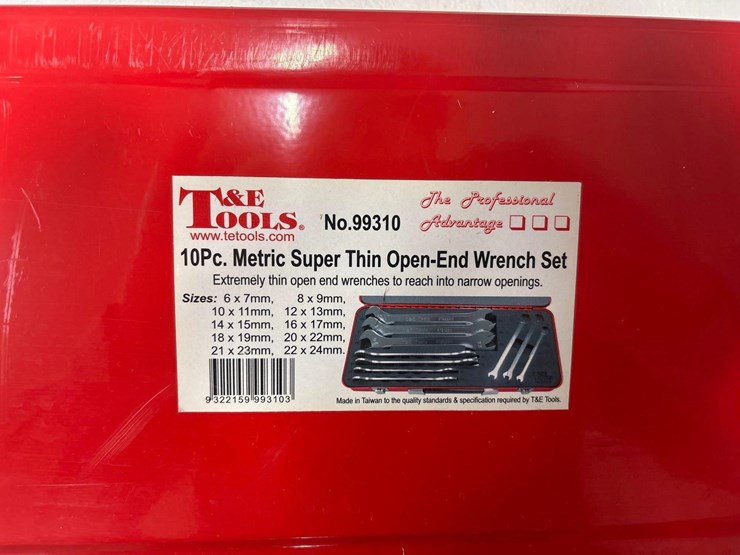 T&E TOOLS®
www.tetools.com
No.99310
The Professional
Advantage
10Pc. Metric Super Thin Open-End Wrench Set
Extremely thin open end wrenches to reach into narrow openings.
Sizes: 6 x 7mm, 8 x 9mm,
10 x 11mm, 12 x 13mm,
14 x 15mm, 16 x 17mm,
18 x 19mm, 20 x 22mm,
21 x 23mm, 22 x 24mm.
9 322159 993103
Made in Taiwan to the quality standards & specification required by T&E Tools.